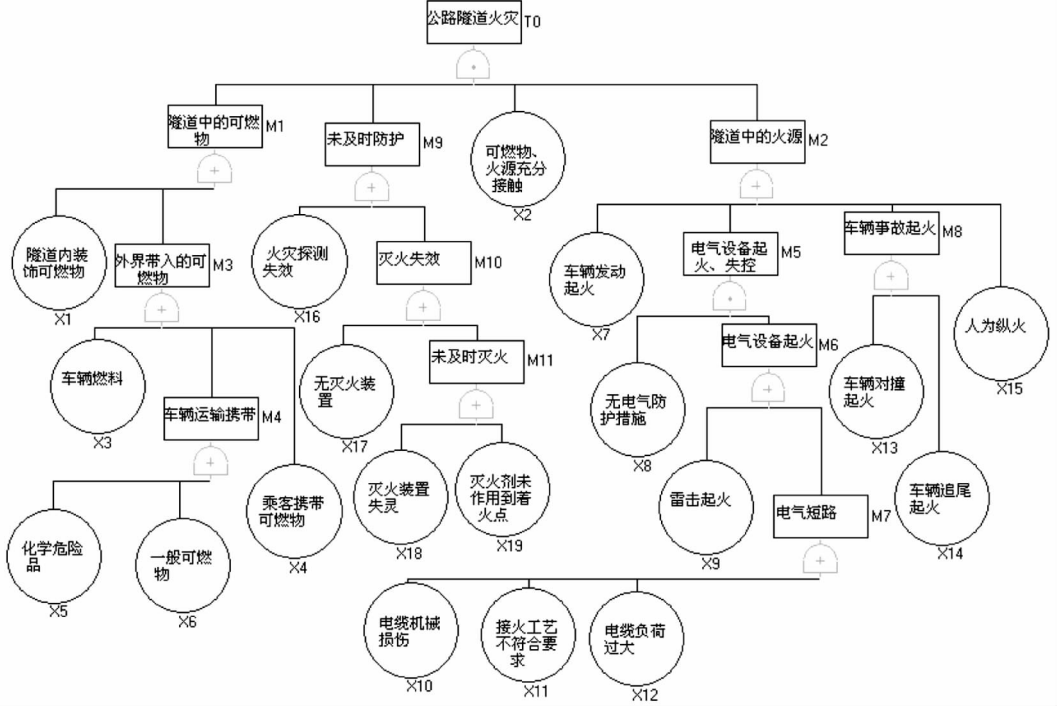 公路隧道火灾
T0
隧道中的可燃
物
M1
未及时防护
M9
可燃物、
火源充分
接触
X2
隧道中的火源
M2
隧道内装
饰可燃物
X1
外界带入的可
燃物
M3
火灾探测
失效
X16
灭火失效
M10
车辆发动
起火
X7
电气设备起
火、失控
M5
车辆事故起火
M8
人为纵火
X15
车辆燃料
X3
车辆运输携带
M4
乘客携带
可燃物
X4
无灭火装
置
X17
未及时灭火
M11
无电气防
护措施
X8
电气设备起火
M6
车辆对撞
起火
X13
车辆追尾
起火
X14
化学危险
品
X5
一般可燃
物
X6
灭火装置
失灵
X18
灭火剂未
作用到着
火点
X19
雷击起火
X9
电气短路
M7
电缆机械
损伤
X10
接火工艺
不符合要
求
X11
电缆负荷
过大
X12